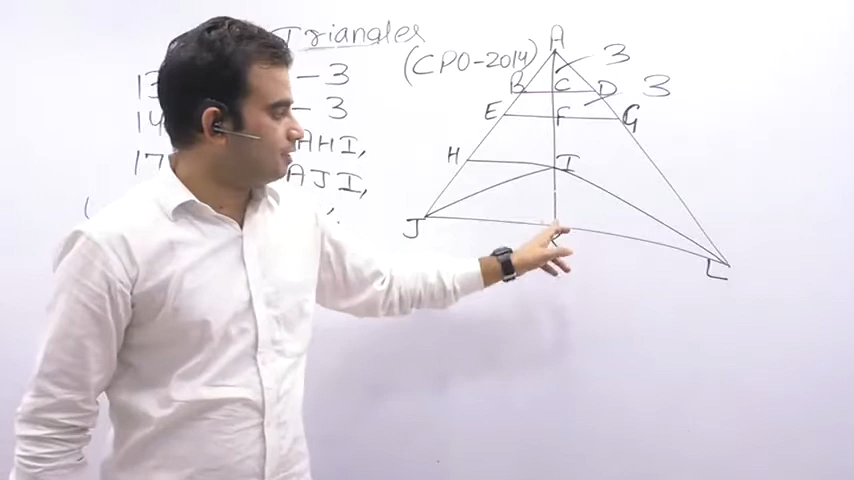 Triangles
(CPO-2014)
13 - 3
14 - 3
17 AHI,
AJI,
A
3
B C D 3
E F G
H I
J K
L